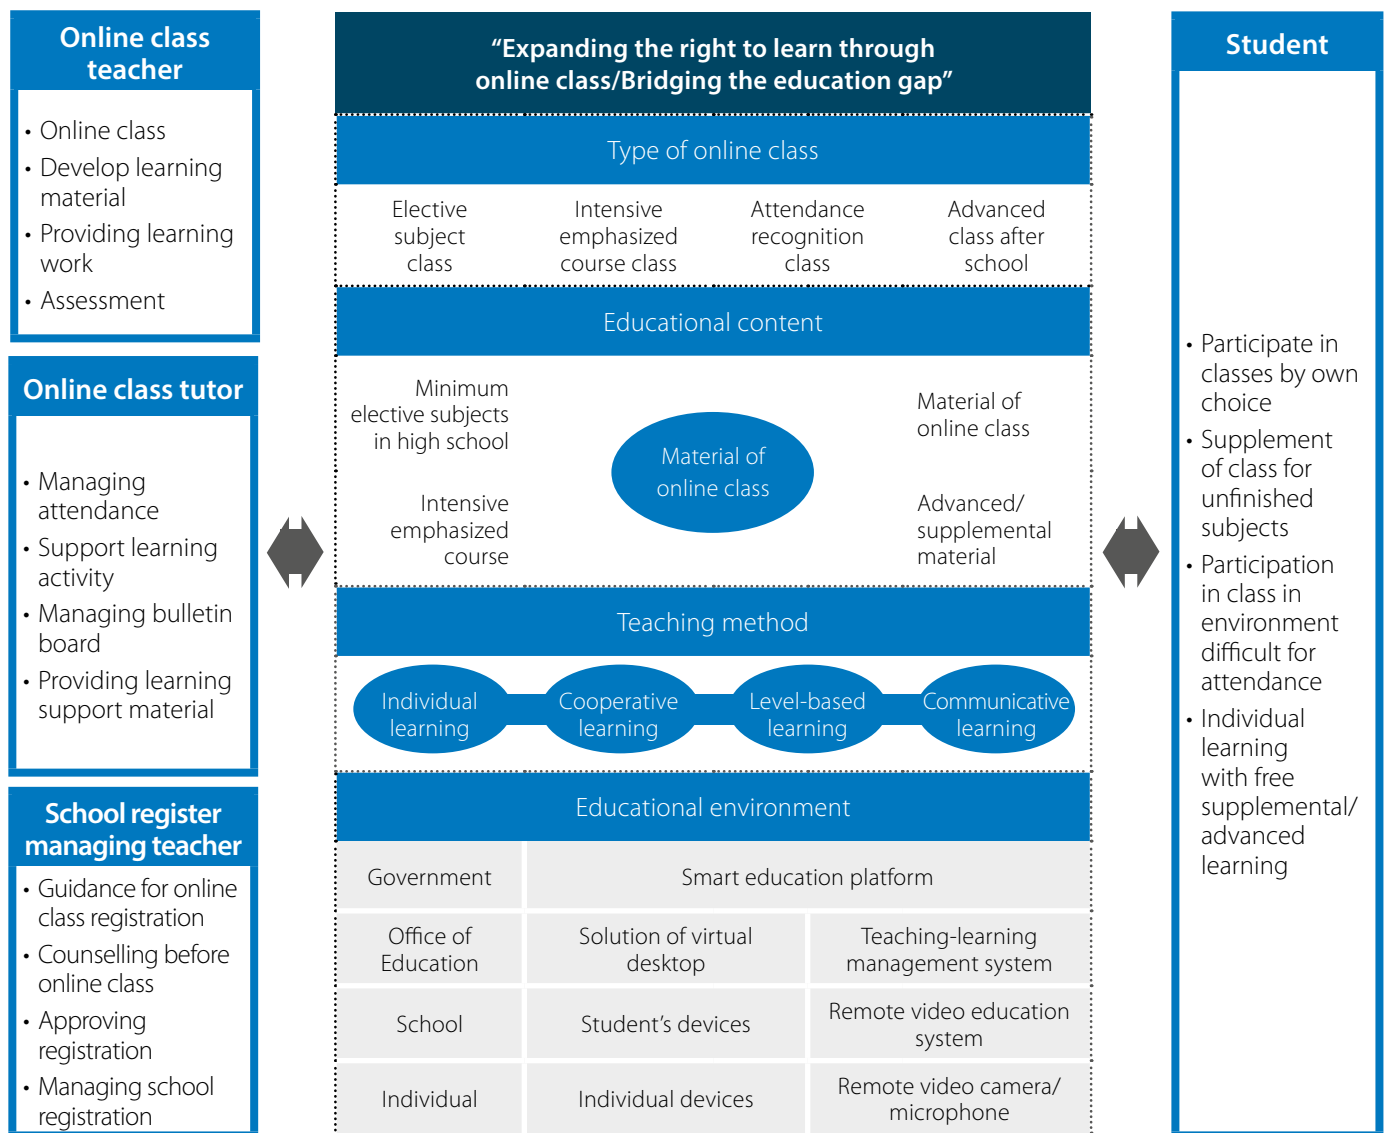 Online class
teacher
• Online class
• Develop learning
material
• Providing learning
work
• Assessment
Online class tutor
• Managing
attendance
• Support learning
activity
• Managing bulletin
board
• Providing learning
support material
School register
managing teacher
• Guidance for online
class registration
• Counselling before
online class
• Approving
registration
• Managing school
registration
“Expanding the right to learn through
online class/Bridging the education gap”
Type of online class
Elective
subject
class
Intensive
emphasized
course class
Attendance
recognition
class
Advanced
class after
school
Educational content
Minimum
elective subjects
in high school
Intensive
emphasized
course
Material of
online class
Material of
online class
Advanced/
supplemental
material
Teaching method
Individual
learning
Cooperative
learning
Level-based
learning
Communicative
learning
Educational environment
Government
Smart education platform
Office of
Education
Solution of virtual
desktop
Teaching-learning
management system
School
Student’s devices
Remote video education
system
Individual
Individual devices
Remote video camera/
microphone
Student
• Participate in
classes by own
choice
• Supplement
of class for
unfinished
subjects
• Participation
in class in
environment
difficult for
attendance
• Individual
learning
with free
supplemental/
advanced
learning